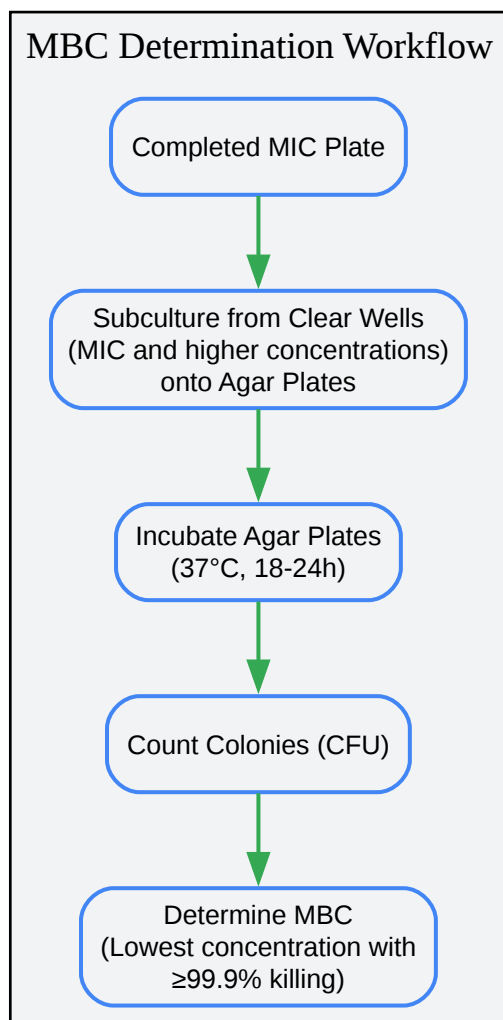 MBC Determination Workflow
Completed MIC Plate
Subculture from Clear Wells
(MIC and higher concentrations)
onto Agar Plates
Incubate Agar Plates
(37°C, 18-24h)
Count Colonies (CFU)
Determine MBC
(Lowest concentration with
≥99.9% killing)